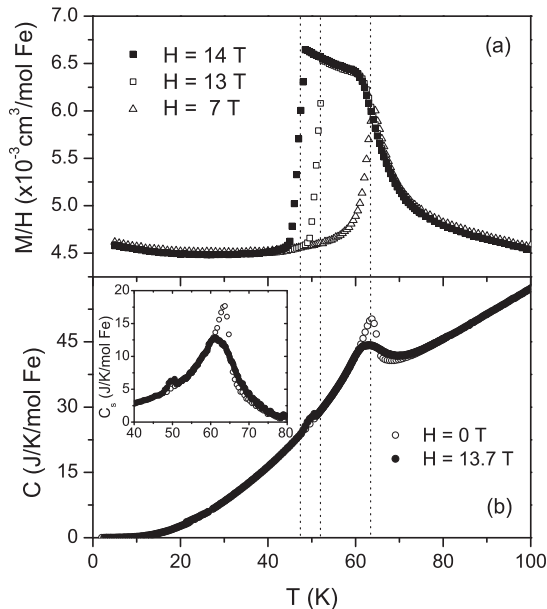 7.0
6.5
6.0
5.5
5.0
4.5
M/H (x10-3cm3/mol Fe)
H = 14 T
H = 13 T
H = 7 T
(a)
20
15
10
5
0
Cs (J/K/mol Fe)
40 50 60 70 80
45
30
15
0
C (J/K/mol Fe)
H = 0 T
H = 13.7 T
(b)
0 20 40 60 80 100
T (K)